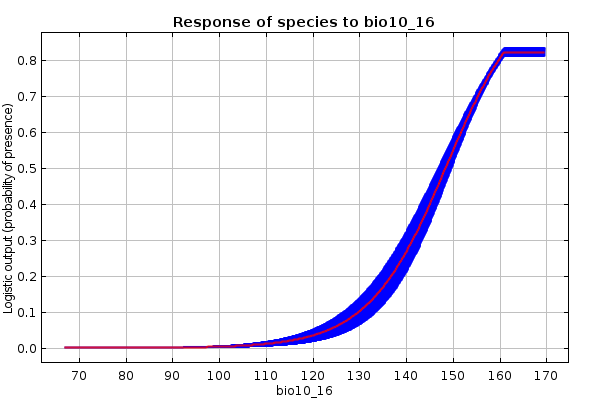 Response of species to bio10_16
Logistic output (probability of presence)
0.8
0.7
0.6
0.5
0.4
0.3
0.2
0.1
0.0
70 80 90 100 110 120 130 140 150 160 170
bio10_16